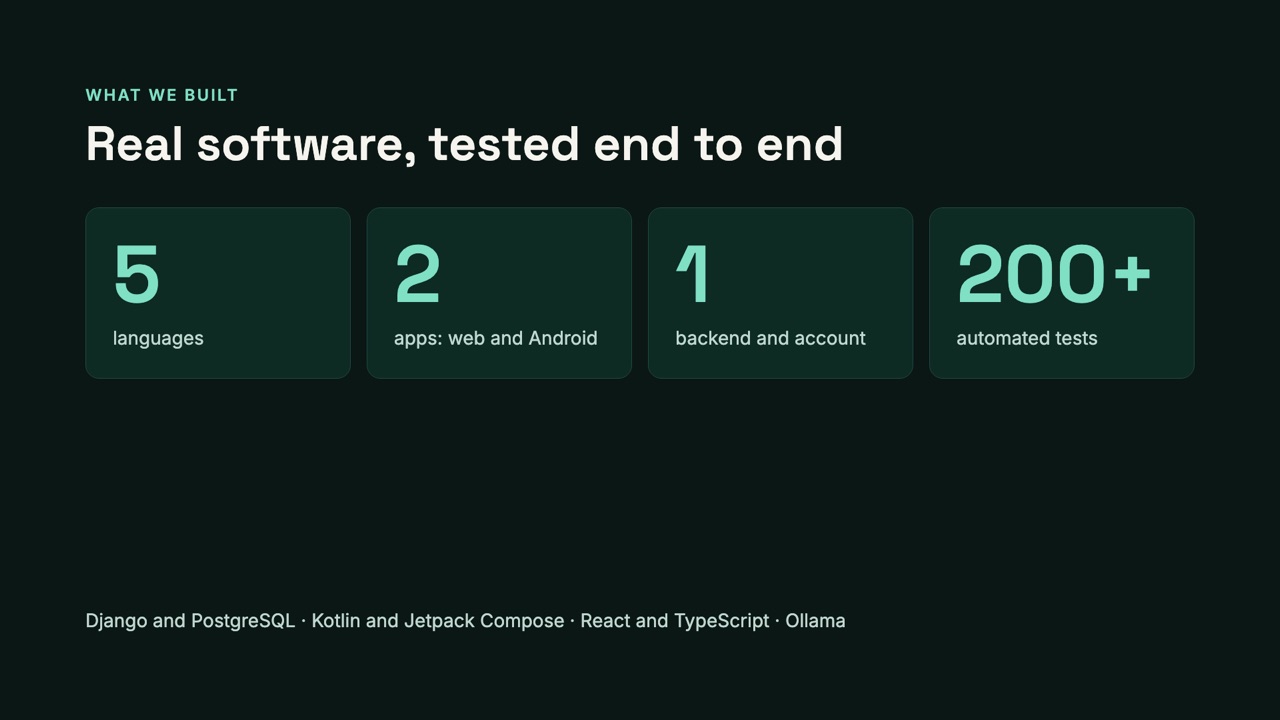 WHAT WE BUILT
Real software, tested end to end
5
languages
2
apps: web and Android
1
backend and account
200+
automated tests
Django and PostgreSQL · Kotlin and Jetpack Compose · React and TypeScript · Ollama